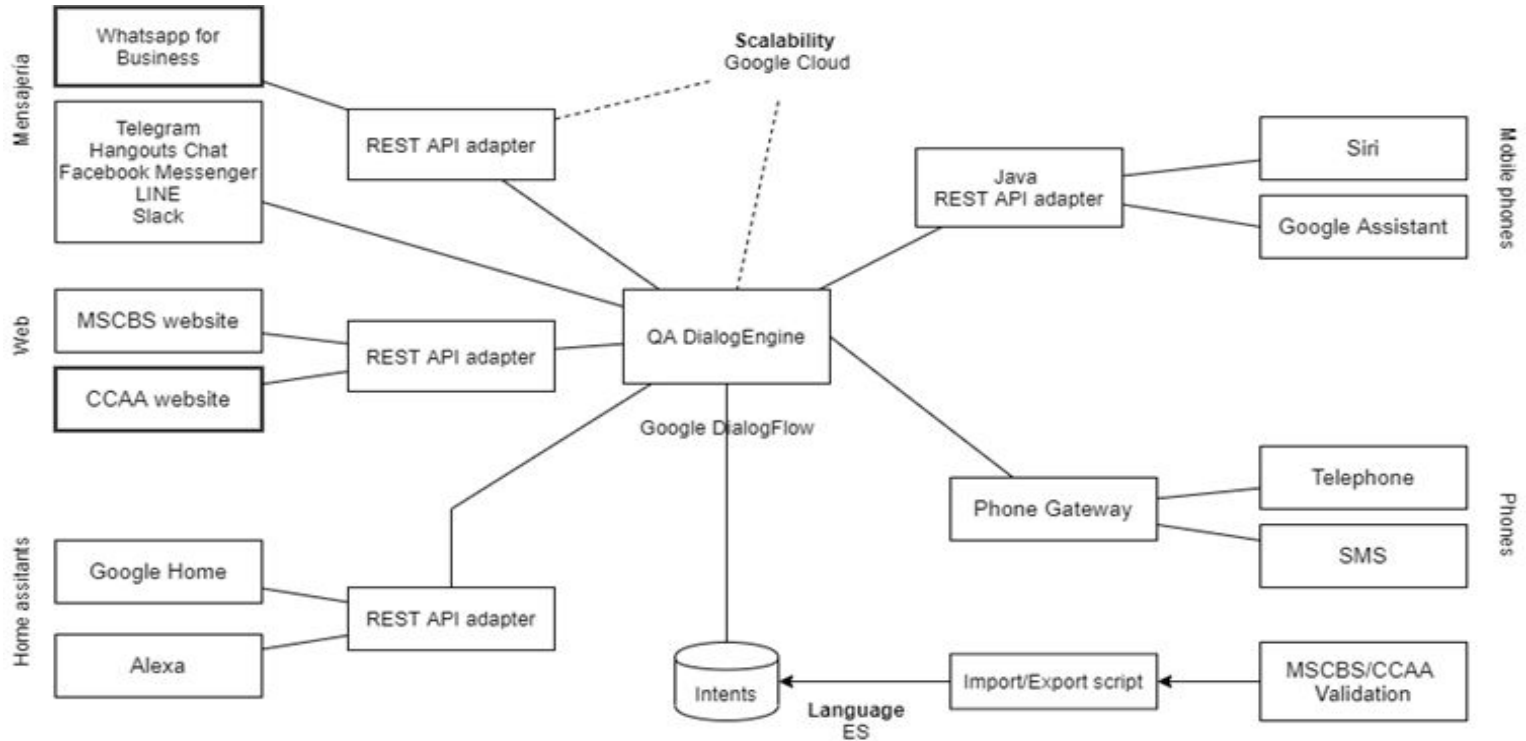 Mensajería
Whatsapp for
Business
Telegram
Hangouts Chat
Facebook Messenger
LINE
Slack
REST API adapter
Scalability
Google Cloud
Java
REST API adapter
Siri
Google Assistant
Mobile phones
Web
MSCBS website
CCAA website
REST API adapter
QA DialogEngine
Google DialogFlow
Phone Gateway
Telephone
SMS
Phones
Home assitants
Google Home
Alexa
REST API adapter
Intents
Language
ES
Import/Export script
MSCBS/CCAA
Validation